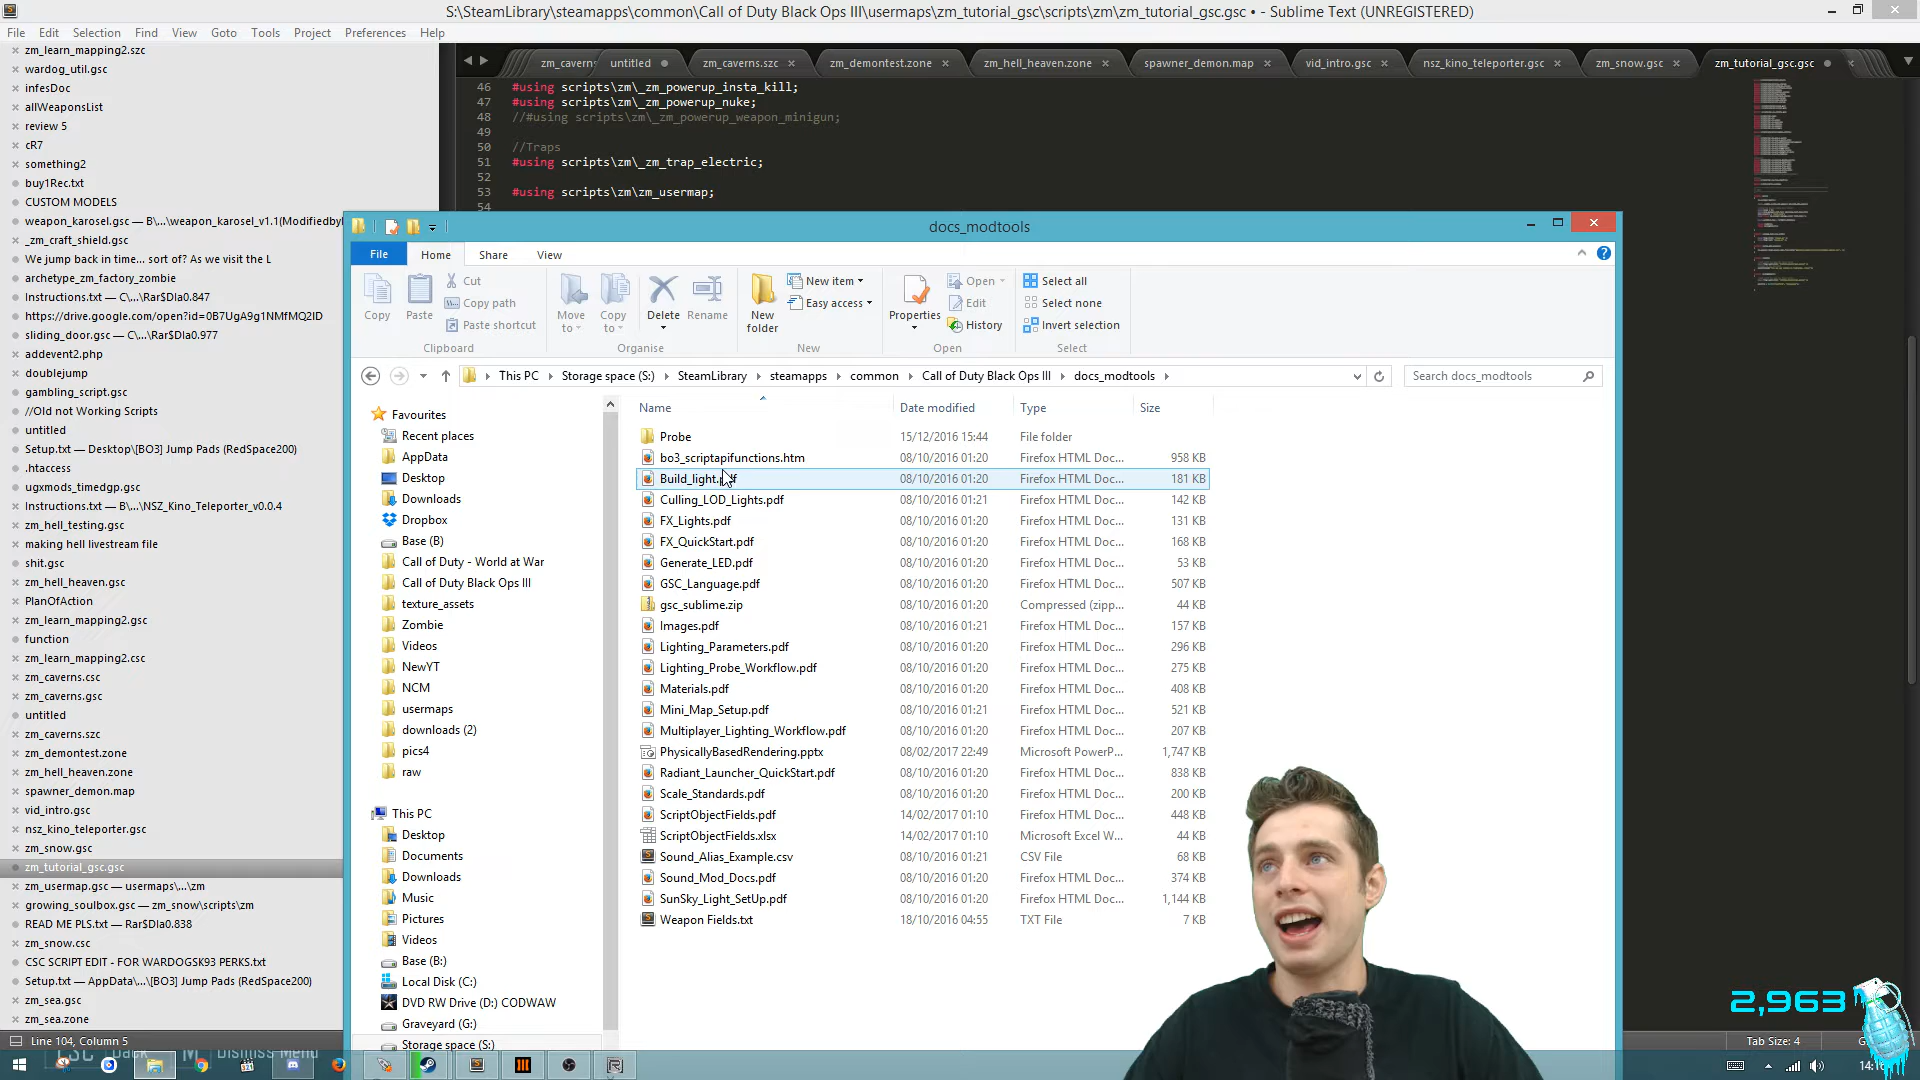 S:\SteamLibrary\steamapps\common\Call of Duty Black Ops III\usermaps\zm_tutorial_gsc\scripts\zm\zm_tutorial_gsc.gsc • - Sublime Text (UNREGISTERED)
File Edit Selection Find View Goto Tools Project Preferences Help
zm_learn_mapping2.szc
wardog_util.gsc
infesDoc
allWeaponsList
review 5
cR7
something2
buy1Rec.txt
CUSTOM MODELS
weapon_karosel.gsc — B\...\weapon_karosel_v1.1(Modifiedby
_zm_craft_shield.gsc
We jump back in time... sort of? As we visit the L
archetype_zm_factory_zombie
Instructions.txt — C\...\Rar$DIa0.847
https://drive.google.com/open?id=0B7UgA9g1NMfMQ2lD
sliding_door.gsc — C\...\Rar$DIa0.977
addevent2.php
doublejump
gambling_script.gsc
//Old not Working Scripts
untitled
Setup.txt — Desktop\[BO3] Jump Pads (RedSpace200)
.htaccess
ugxmods_timedgp.gsc
Instructions.txt — B\...\NSZ_Kino_Teleporter_v0.0.4
zm_hell_testing.gsc
making hell livestream file
shit.gsc
zm_hell_heaven.gsc
PlanOfAction
zm_learn_mapping2.gsc
function
zm_learn_mapping2.csc
zm_caverns.csc
zm_caverns.gsc
untitled
zm_caverns.szc
zm_demontest.zone
zm_hell_heaven.zone
spawner_demon.map
vid_intro.gsc
nsz_kino_teleporter.gsc
zm_snow.gsc
zm_tutorial_gsc.gsc
zm_usermap.gsc — usermaps\...\zm
growing_soulbox.gsc — zm_snow\scripts\zm
READ ME PLS.txt — Rar$DIa0.838
zm_snow.csc
CSC SCRIPT EDIT - FOR WARDOGSK93 PERKS.txt
Setup.txt — AppData\...\[BO3] Jump Pads (RedSpace200)
zm_sea.gsc
zm_sea.zone
zm_caverns untitled zm_caverns.szc zm_demontest.zone zm_hell_heaven.zone spawner_demon.map vid_intro.gsc nsz_kino_teleporter.gsc zm_snow.gsc zm_tutorial_gsc.gsc
46 #using scripts\zm\_zm_powerup_insta_kill;
47 #using scripts\zm\_zm_powerup_nuke;
48 //#using scripts\zm\_zm_powerup_weapon_minigun;
49
50 //Traps
51 #using scripts\zm\_zm_trap_electric;
52
53 #using scripts\zm\zm_usermap;
54
docs_modtools
File Home Share View
Copy Paste Cut Copy path Paste shortcut
Clipboard
Move to Copy to Delete Rename
Organise
New folder New item Easy access
New
Properties Open Edit History
Open
Select all Select none Invert selection
Select
This PC Storage space (S:) SteamLibrary steamapps common Call of Duty Black Ops III docs_modtools
Search docs_modtools
Favourites
Recent places
AppData
Desktop
Downloads
Dropbox
Base (B)
Call of Duty - World at War
Call of Duty Black Ops III
texture_assets
Zombie
Videos
NewYT
NCM
usermaps
downloads (2)
pics4
raw
This PC
Desktop
Documents
Downloads
Music
Pictures
Videos
Base (B:)
Local Disk (C:)
DVD RW Drive (D:) CODWAW
Graveyard (G:)
Storage space (S:)
Name Date modified Type Size
Probe 15/12/2016 15:44 File folder
bo3_scriptapifunctions.htm 08/10/2016 01:20 Firefox HTML Doc... 958 KB
Build_light.pdf 08/10/2016 01:20 Firefox HTML Doc... 181 KB
Culling_LOD_Lights.pdf 08/10/2016 01:21 Firefox HTML Doc... 142 KB
FX_Lights.pdf 08/10/2016 01:20 Firefox HTML Doc... 131 KB
FX_QuickStart.pdf 08/10/2016 01:20 Firefox HTML Doc... 168 KB
Generate_LED.pdf 08/10/2016 01:20 Firefox HTML Doc... 53 KB
GSC_Language.pdf 08/10/2016 01:20 Firefox HTML Doc... 507 KB
gsc_sublime.zip 08/10/2016 01:20 Compressed (zipp... 44 KB
Images.pdf 08/10/2016 01:21 Firefox HTML Doc... 157 KB
Lighting_Parameters.pdf 08/10/2016 01:20 Firefox HTML Doc... 296 KB
Lighting_Probe_Workflow.pdf 08/10/2016 01:20 Firefox HTML Doc... 275 KB
Materials.pdf 08/10/2016 01:20 Firefox HTML Doc... 408 KB
Mini_Map_Setup.pdf 08/10/2016 01:21 Firefox HTML Doc... 521 KB
Multiplayer_Lighting_Workflow.pdf 08/10/2016 01:20 Firefox HTML Doc... 207 KB
PhysicallyBasedRendering.pptx 08/02/2017 22:49 Microsoft PowerP... 1,747 KB
Radiant_Launcher_QuickStart.pdf 08/10/2016 01:20 Firefox HTML Doc... 838 KB
Scale_Standards.pdf 08/10/2016 01:20 Firefox HTML Doc... 200 KB
ScriptObjectFields.pdf 14/02/2017 01:10 Firefox HTML Doc... 448 KB
ScriptObjectFields.xlsx 14/02/2017 01:10 Microsoft Excel W... 44 KB
Sound_Alias_Example.csv 08/10/2016 01:21 CSV File 68 KB
Sound_Mod_Docs.pdf 08/10/2016 01:20 Firefox HTML Doc... 374 KB
SunSky_Light_SetUp.pdf 08/10/2016 01:20 Firefox HTML Doc... 1,144 KB
Weapon Fields.txt 18/10/2016 04:55 TXT File 7 KB
2,963
Line 104, Column 5
Tab Size: 4
ESC Back M Dismiss Menu